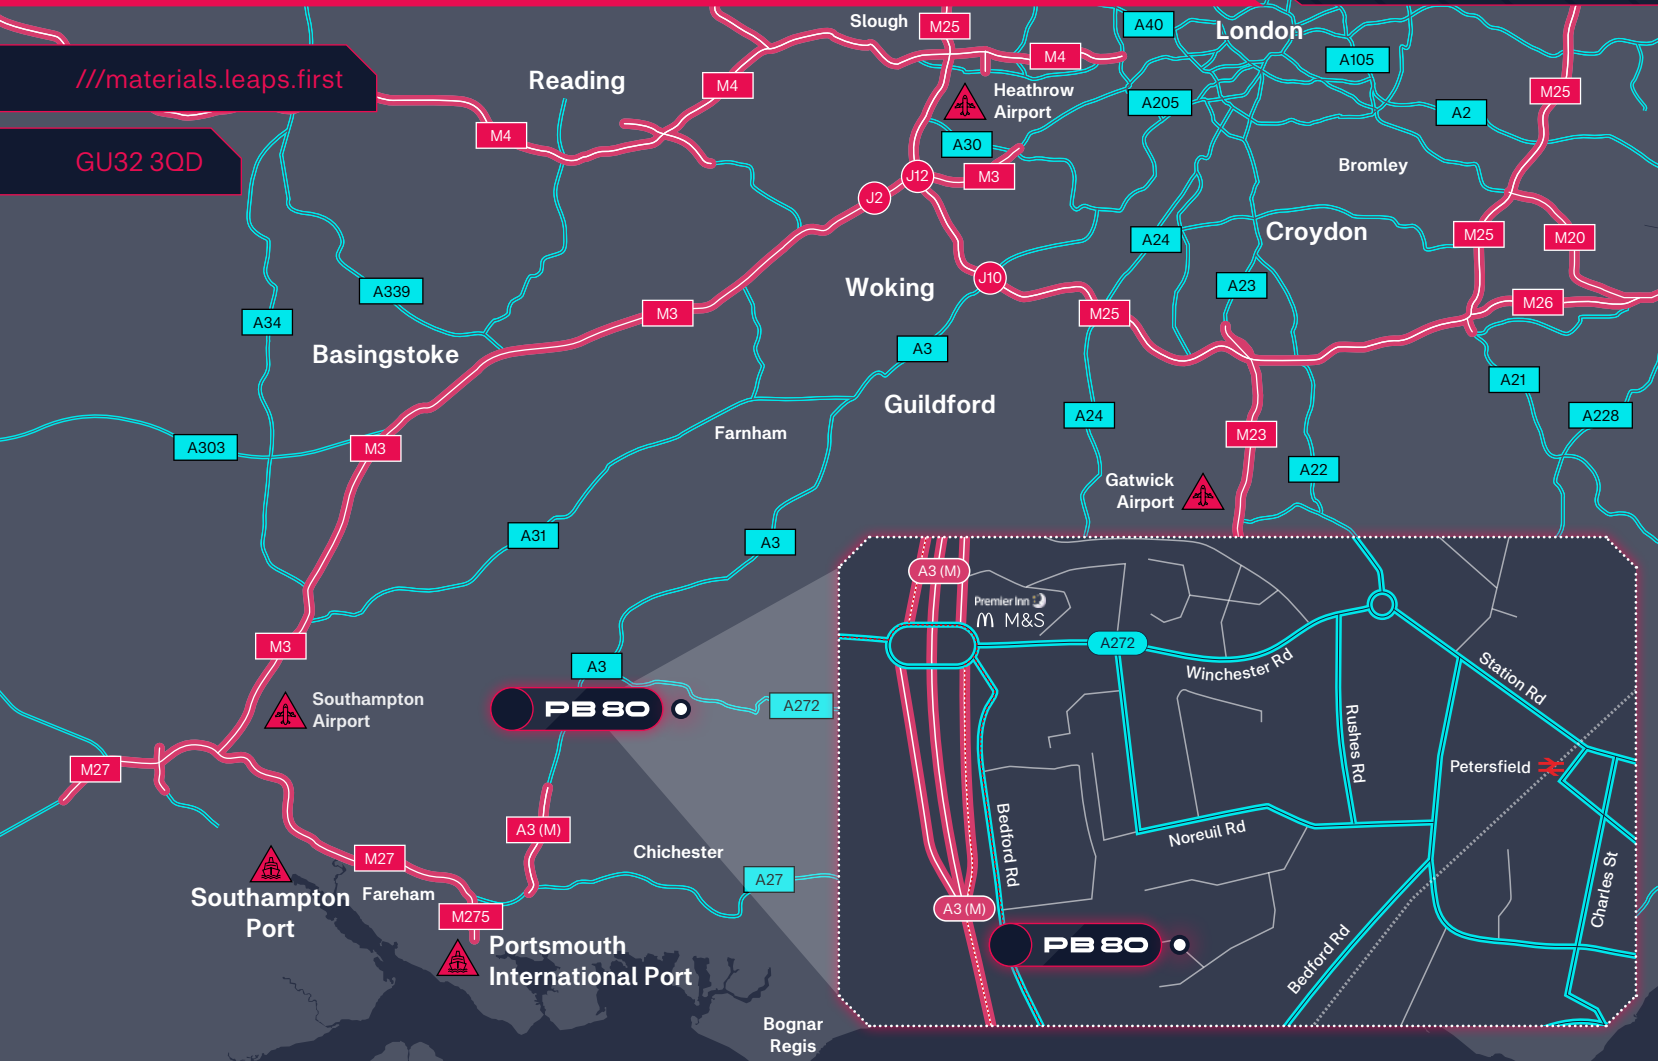 Slough
M25
A40
London
M4
A105
Reading
M4
///materials.leaps.first
Heathrow
Airport
A205
M25
A2
M4
A30
GU32 3QD
M3
J12
J2
Bromley
A24
Croydon
M25
M20
J10
Woking
A339
A23
M26
A34
M3
M25
Basingstoke
A3
A21
Guildford
A24
A228
Farnham
M23
A303
M3
A22
Gatwick
Airport
A31
A3
A3 (M)
Premier Inn
M&S
A272
Winchester Rd
Station Rd
Rushes Rd
Petersfield
Noreuil Rd
Bedford Rd
Charles St
A3 (M)
PB 80
Bedford Rd
M3
A3
Southampton
Airport
PB 80
A272
M27
A3 (M)
Chichester
M27
A27
Fareham
Southampton
Port
M275
Portsmouth
International Port
Bognar
Regis